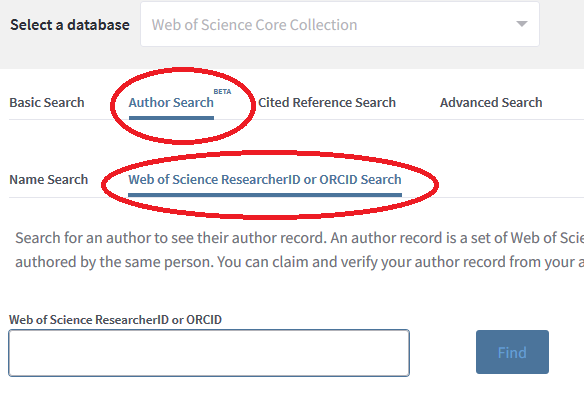 Select a database Web of Science Core Collection
Basic Search Author Search BETA Cited Reference Search Advanced Search
Name Search Web of Science ResearcherID or ORCID Search
Search for an author to see their author record. An author record is a set of Web of Scie
authored by the same person. You can claim and verify your author record from your a
Web of Science ResearcherID or ORCID
Find